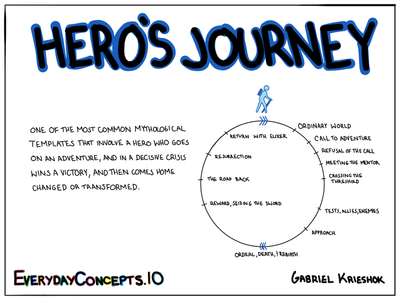 HERO'S JOURNEY
ONE OF THE MOST COMMON MYTHOLOGICAL
TEMPLATES THAT INVOLVE A HERO WHO GOES
ON AN ADVENTURE, AND IN A DECISIVE CRISIS
WINS A VICTORY, AND THEN COMES HOME
CHANGED OR TRANSFORMED.
ORDINARY WORLD
CALL TO ADVENTURE
REFUSAL OF THE CALL
MEETING THE MENTOR
CROSSING THE
THRESHOLD
TESTS, ALLIES, ENEMIES
APPROACH
ORDEAL, DEATH, & REBIRTH
REWARD, SEIZING THE SWORD
THE ROAD BACK
RESURRECTION
RETURN WITH ELIXER
EVERYDAYCONCEPTS.IO
GABRIEL KRIESHOK